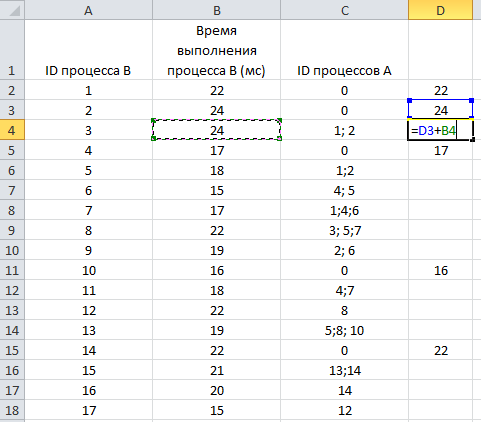 A B C D
1 ID процесса B Время выполнения процесса B (мс) ID процессов A
2 1 22 0 22
3 2 24 0 24
4 3 24 1; 2 =D3+B4
5 4 17 0 17
6 5 18 1;2
7 6 15 4; 5
8 7 17 1;4;6
9 8 22 3; 5;7
10 9 19 2; 6
11 10 16 0 16
12 11 18 4;7
13 12 22 8
14 13 19 5;8; 10
15 14 22 0 22
16 15 21 13;14
17 16 20 14
18 17 15 12